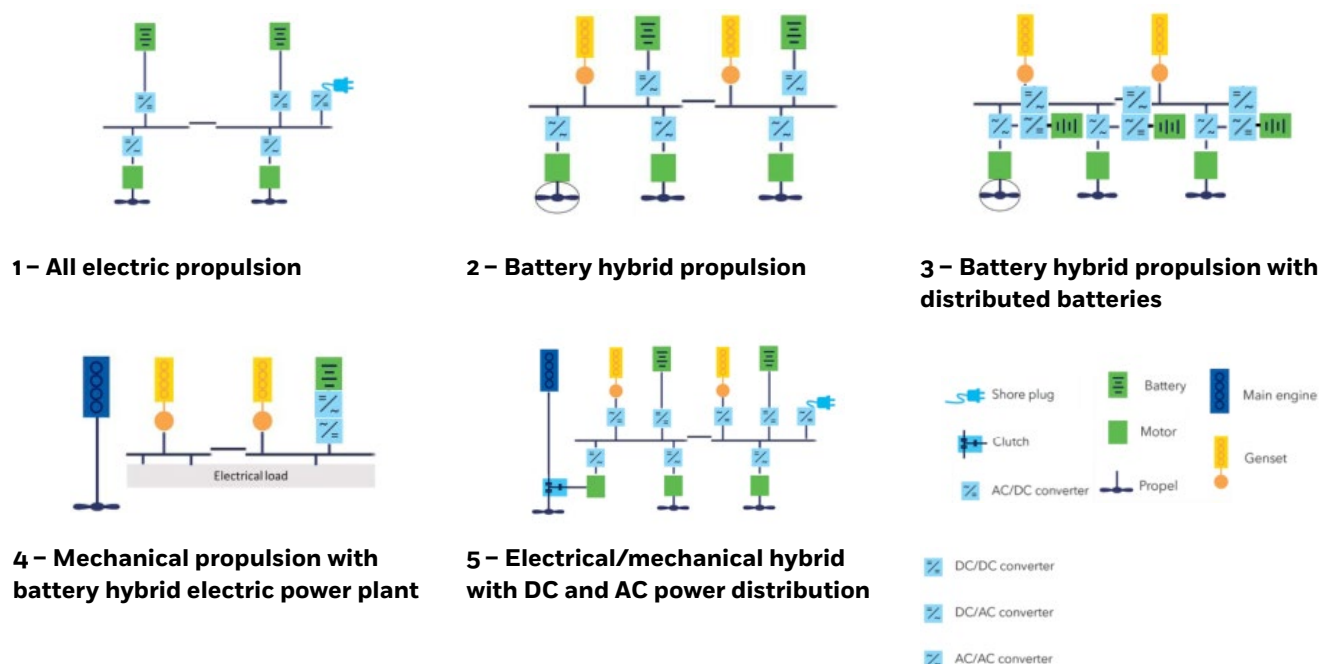 1 – All electric propulsion
2 – Battery hybrid propulsion
3 – Battery hybrid propulsion with
distributed batteries
Electrical load
4 – Mechanical propulsion with
battery hybrid electric power plant
5 – Electrical/mechanical hybrid
with DC and AC power distribution
Shore plug
Battery
Main engine
Clutch
Motor
Genset
AC/DC converter
Propel
DC/DC converter
DC/AC converter
AC/AC converter